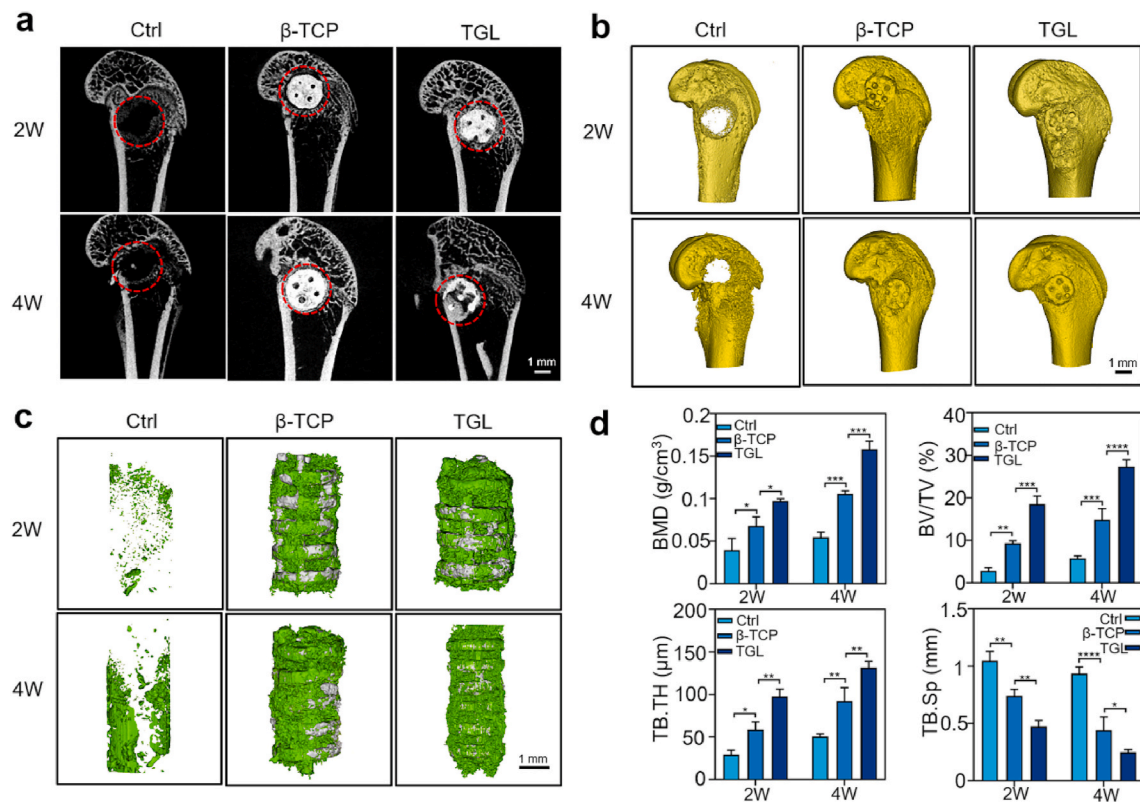 a
Ctrl β-TCP TGL
2W
4W
1 mm
b
Ctrl β-TCP TGL
2W
4W
1 mm
c
Ctrl β-TCP TGL
2W
4W
1 mm
d
BMD (g/cm³)
0.2
0.15
0.1
0.05
0
Ctrl
β-TCP
TGL
* * *** ***
2W 4W
BV/TV (%)
40
30
20
10
0
Ctrl
β-TCP
TGL
** *** *** ****
2w 4W
TB.TH (μm)
200
150
100
50
0
Ctrl
β-TCP
TGL
* ** ** **
2W 4W
TB.Sp (mm)
1.5
1
0.5
0
Ctrl
β-TCP
TGL
** ** **** *
2W 4W